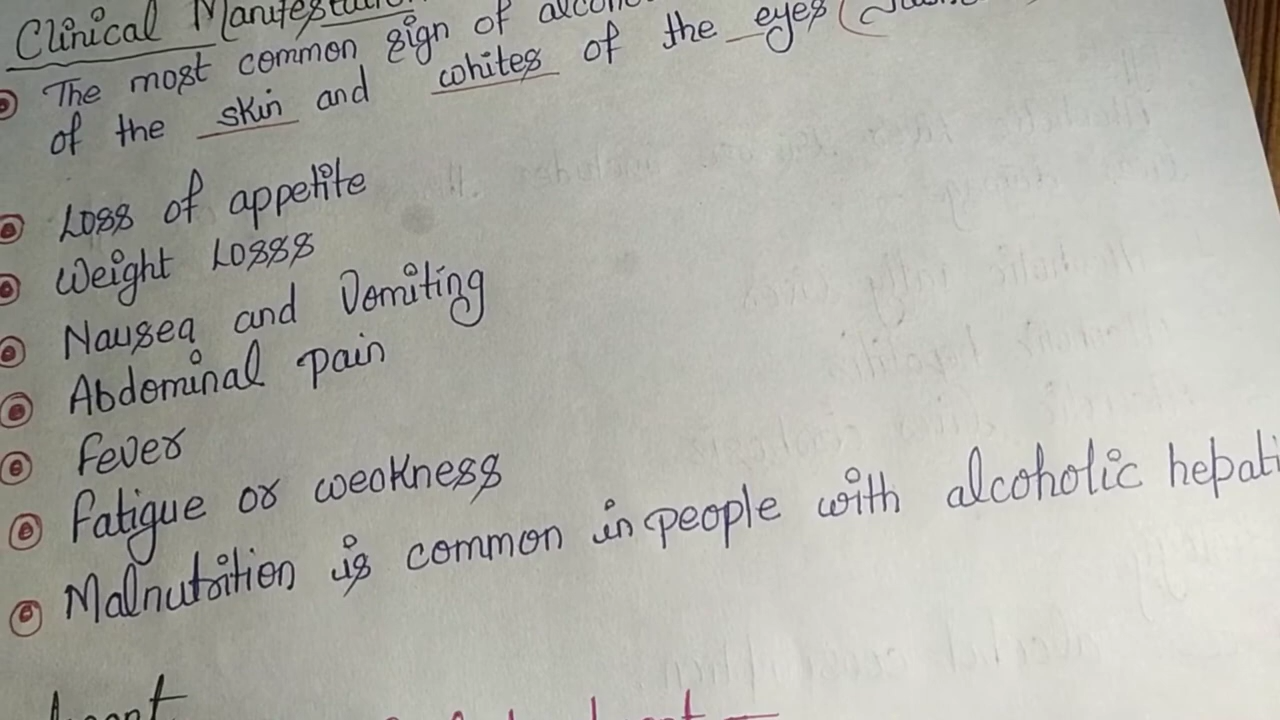 Clinical Manifestation
The most common sign of
of the skin and whites of the eyes (
Loss of appetite
Weight Losss
Nausea and Vomiting
Abdominal pain
Fever
Fatigue or weakness
Malnutrition is common in people with alcoholic